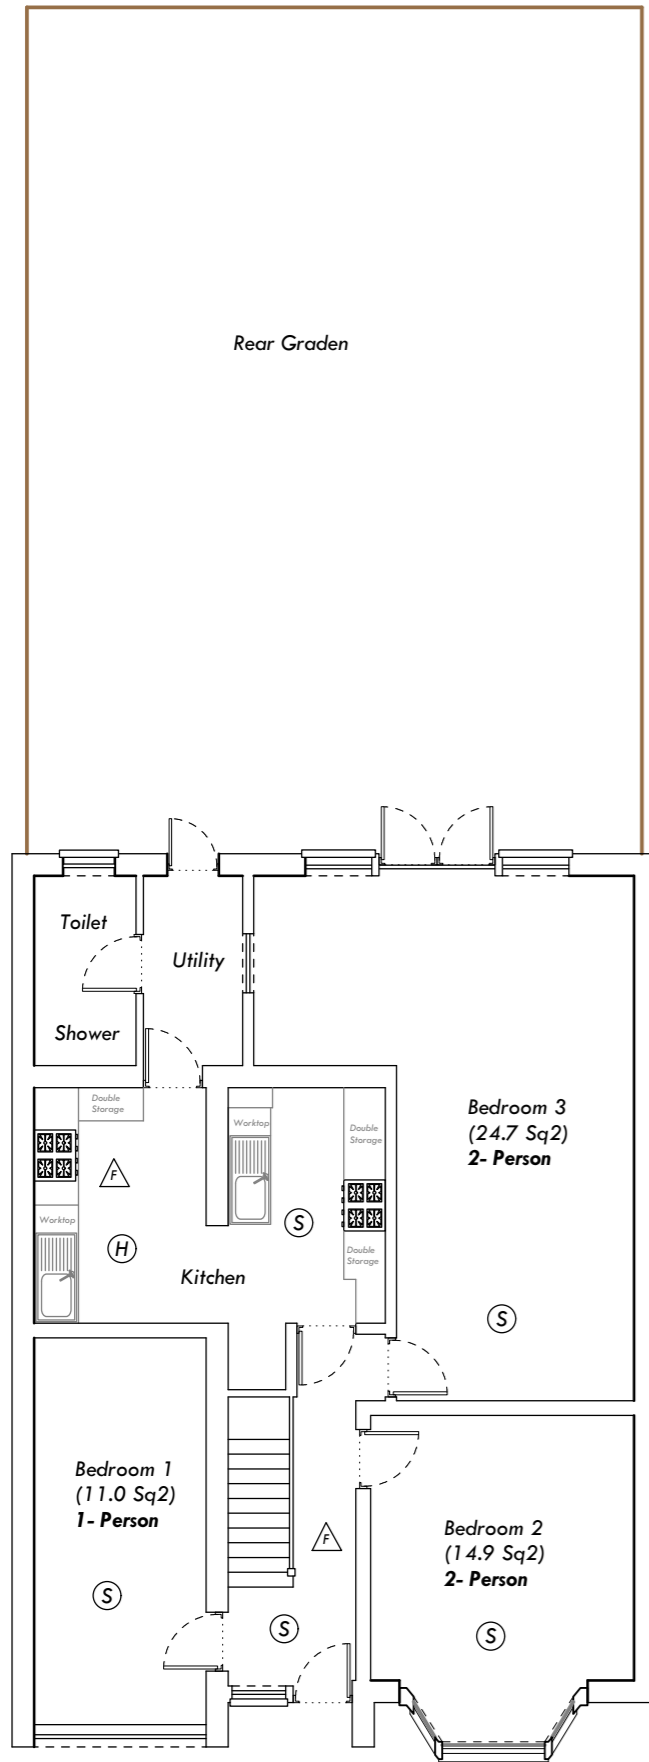 Rear Graden
Toilet
Utility
Shower
Double
Storage
Worktop
Double
Storage
Bedroom 3
(24.7 Sq2)
2- Person
F
S
Worktop
H
Kitchen
Double
Storage
S
Bedroom 1
(11.0 Sq2)
1- Person
Bedroom 2
(14.9 Sq2)
2- Person
F
S
S
S